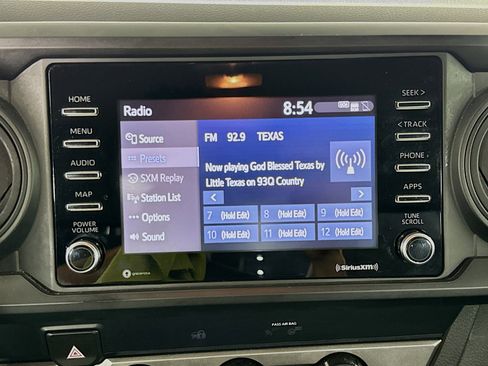 HOME
MENU
AUDIO
MAP
POWER
VOLUME
SEEK >
< TRACK
PHONE
APPS
TUNE
SCROLL
Radio
8:54
Source
Presets
SXM Replay
Station List
Options
Sound
FM 92.9 TEXAS
Now playing God Blessed Texas by
Little Texas on 93Q Country
7 (Hold Edit) 8 (Hold Edit) 9 (Hold Edit)
10 (Hold Edit) 11 (Hold Edit) 12 (Hold Edit)
SiriusXM
PASS AIR BAG